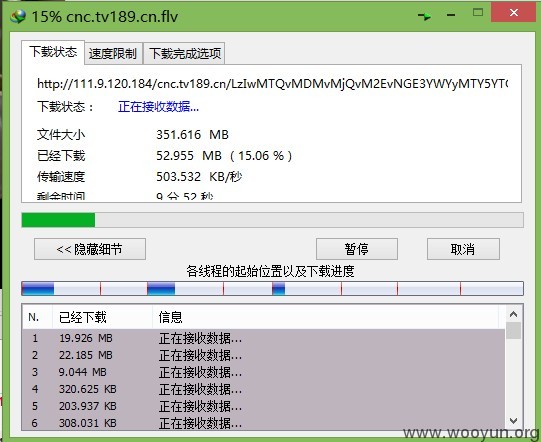 15% cnc.tv189.cn.flv
下载状态 速度限制 下载完成选项
http://111.9.120.184/cnc.tv189.cn/LzIwMTQvMDMvMjQvM2EvNGE3YWYyMTY5YTC
下载状态： 正在接收数据...
文件大小 351.616 MB
已经下载 52.955 MB ( 15.06 % )
传输速度 503.532 KB/秒
剩余时间 9 分 52 秒
<< 隐藏细节 暂停 取消
各线程的起始位置以及下载进度
N. 已经下载 信息
1 19.926 MB 正在接收数据...
2 22.185 MB 正在接收数据...
3 9.044 MB 正在接收数据...
4 320.625 KB 正在接收数据...
5 203.937 KB 正在接收数据...
6 308.031 KB 正在接收数据...
www.wooyun.org